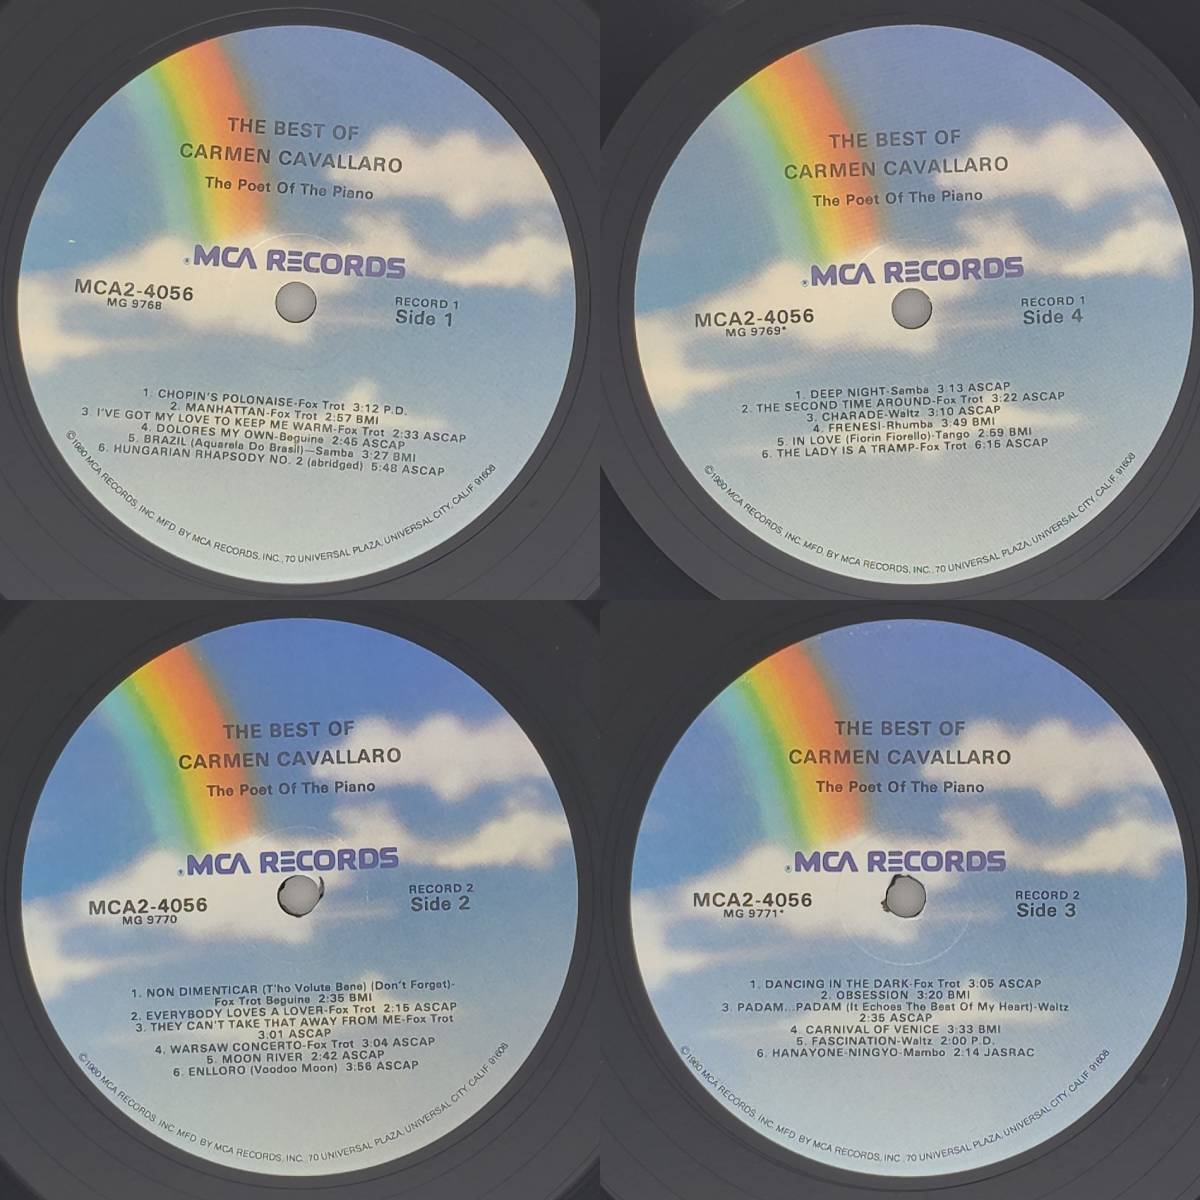 THE BEST OF
CARMEN CAVALLARO
The Poet Of The Piano
MCA RECORDS
MCA2-4056
MG 9768
RECORD 1
Side 1
1. CHOPIN'S POLONAISE-Fox Trot 3:12 P.D.
2. MANHATTAN-Fox Trot 2:57 BMI
3. I'VE GOT MY LOVE TO KEEP ME WARM-Fox Trot 2:33 ASCAP
4. DOLORES MY OWN-Beguine 2:45 ASCAP
5. BRAZIL (Aquarela Do Brasil)—Samba 3:27 BMI
6. HUNGARIAN RHAPSODY NO. 2 (abridged) 5:48 ASCAP
©1980 MCA RECORDS, INC. MFD. BY MCA RECORDS, INC., 70 UNIVERSAL PLAZA, UNIVERSAL CITY, CALIF. 91608
THE BEST OF
CARMEN CAVALLARO
The Poet Of The Piano
MCA RECORDS
MCA2-4056
MG 9769*
RECORD 1
Side 4
1. DEEP NIGHT-Samba 3:13 ASCAP
2. THE SECOND TIME AROUND-Fox Trot 3:22 ASCAP
3. CHARADE-Waltz 3:10 ASCAP
4. FRENESI-Rhumba 3:49 BMI
5. IN LOVE (Fiorin Fiorello)-Tango 2:59 BMI
6. THE LADY IS A TRAMP-Fox Trot 6:15 ASCAP
©1980 MCA RECORDS, INC. MFD. BY MCA RECORDS, INC., 70 UNIVERSAL PLAZA, UNIVERSAL CITY, CALIF. 91608
THE BEST OF
CARMEN CAVALLARO
The Poet Of The Piano
MCA RECORDS
MCA2-4056
MG 9770
RECORD 2
Side 2
1. NON DIMENTICAR (T'ho Voluto Bene) (Don't Forget)-
Fox Trot Beguine 2:35 BMI
2. EVERYBODY LOVES A LOVER-Fox Trot 2:15 ASCAP
3. THEY CAN'T TAKE THAT AWAY FROM ME-Fox Trot
3:01 ASCAP
4. WARSAW CONCERTO-Fox Trot 3:04 ASCAP
5. MOON RIVER 2:42 ASCAP
6. ENLLORO (Voodoo Moon) 3:56 ASCAP
©1980 MCA RECORDS, INC. MFD. BY MCA RECORDS, INC., 70 UNIVERSAL PLAZA, UNIVERSAL CITY, CALIF. 91608
THE BEST OF
CARMEN CAVALLARO
The Poet Of The Piano
MCA RECORDS
MCA2-4056
MG 9771*
RECORD 2
Side 3
1. DANCING IN THE DARK-Fox Trot 3:05 ASCAP
2. OBSESSION 3:20 BMI
3. PADAM...PADAM (It Echoes The Beat Of My Heart)-Waltz
2:35 ASCAP
4. CARNIVAL OF VENICE 3:33 BMI
5. FASCINATION-Waltz 2:00 P.D.
6. HANAYONE-NINGYO-Mambo 2:14 JASRAC
©1980 MCA RECORDS, INC. MFD. BY MCA RECORDS, INC., 70 UNIVERSAL PLAZA, UNIVERSAL CITY, CALIF. 91608